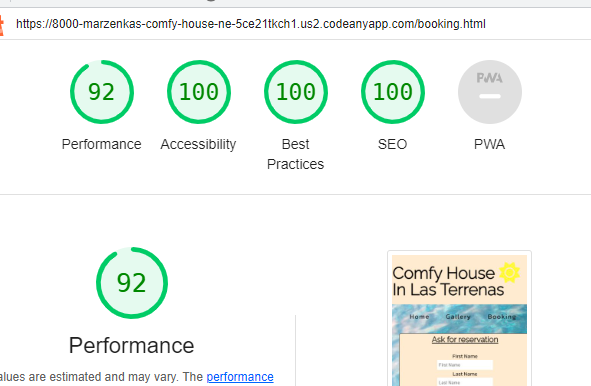 https://8000-marzenkas-comfy-house-ne-5ce21tkch1.us2.codeanyapp.com/booking.html
92 100 100 100 PWA
Performance Accessibility Best Practices SEO PWA
92
Performance
alues are estimated and may vary. The performance
Comfy House
In Las Terrenas
Home Gallery Booking
Ask for reservation
First Name
First Name
Last Name
Last Name